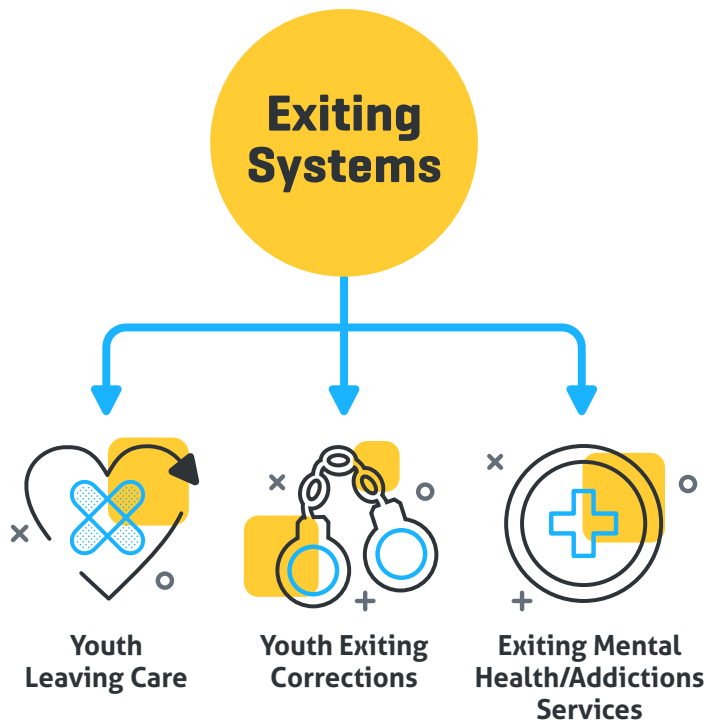 Exiting
Systems
Youth
Leaving Care
Youth Exiting
Corrections
Exiting Mental
Health/Addictions
Services